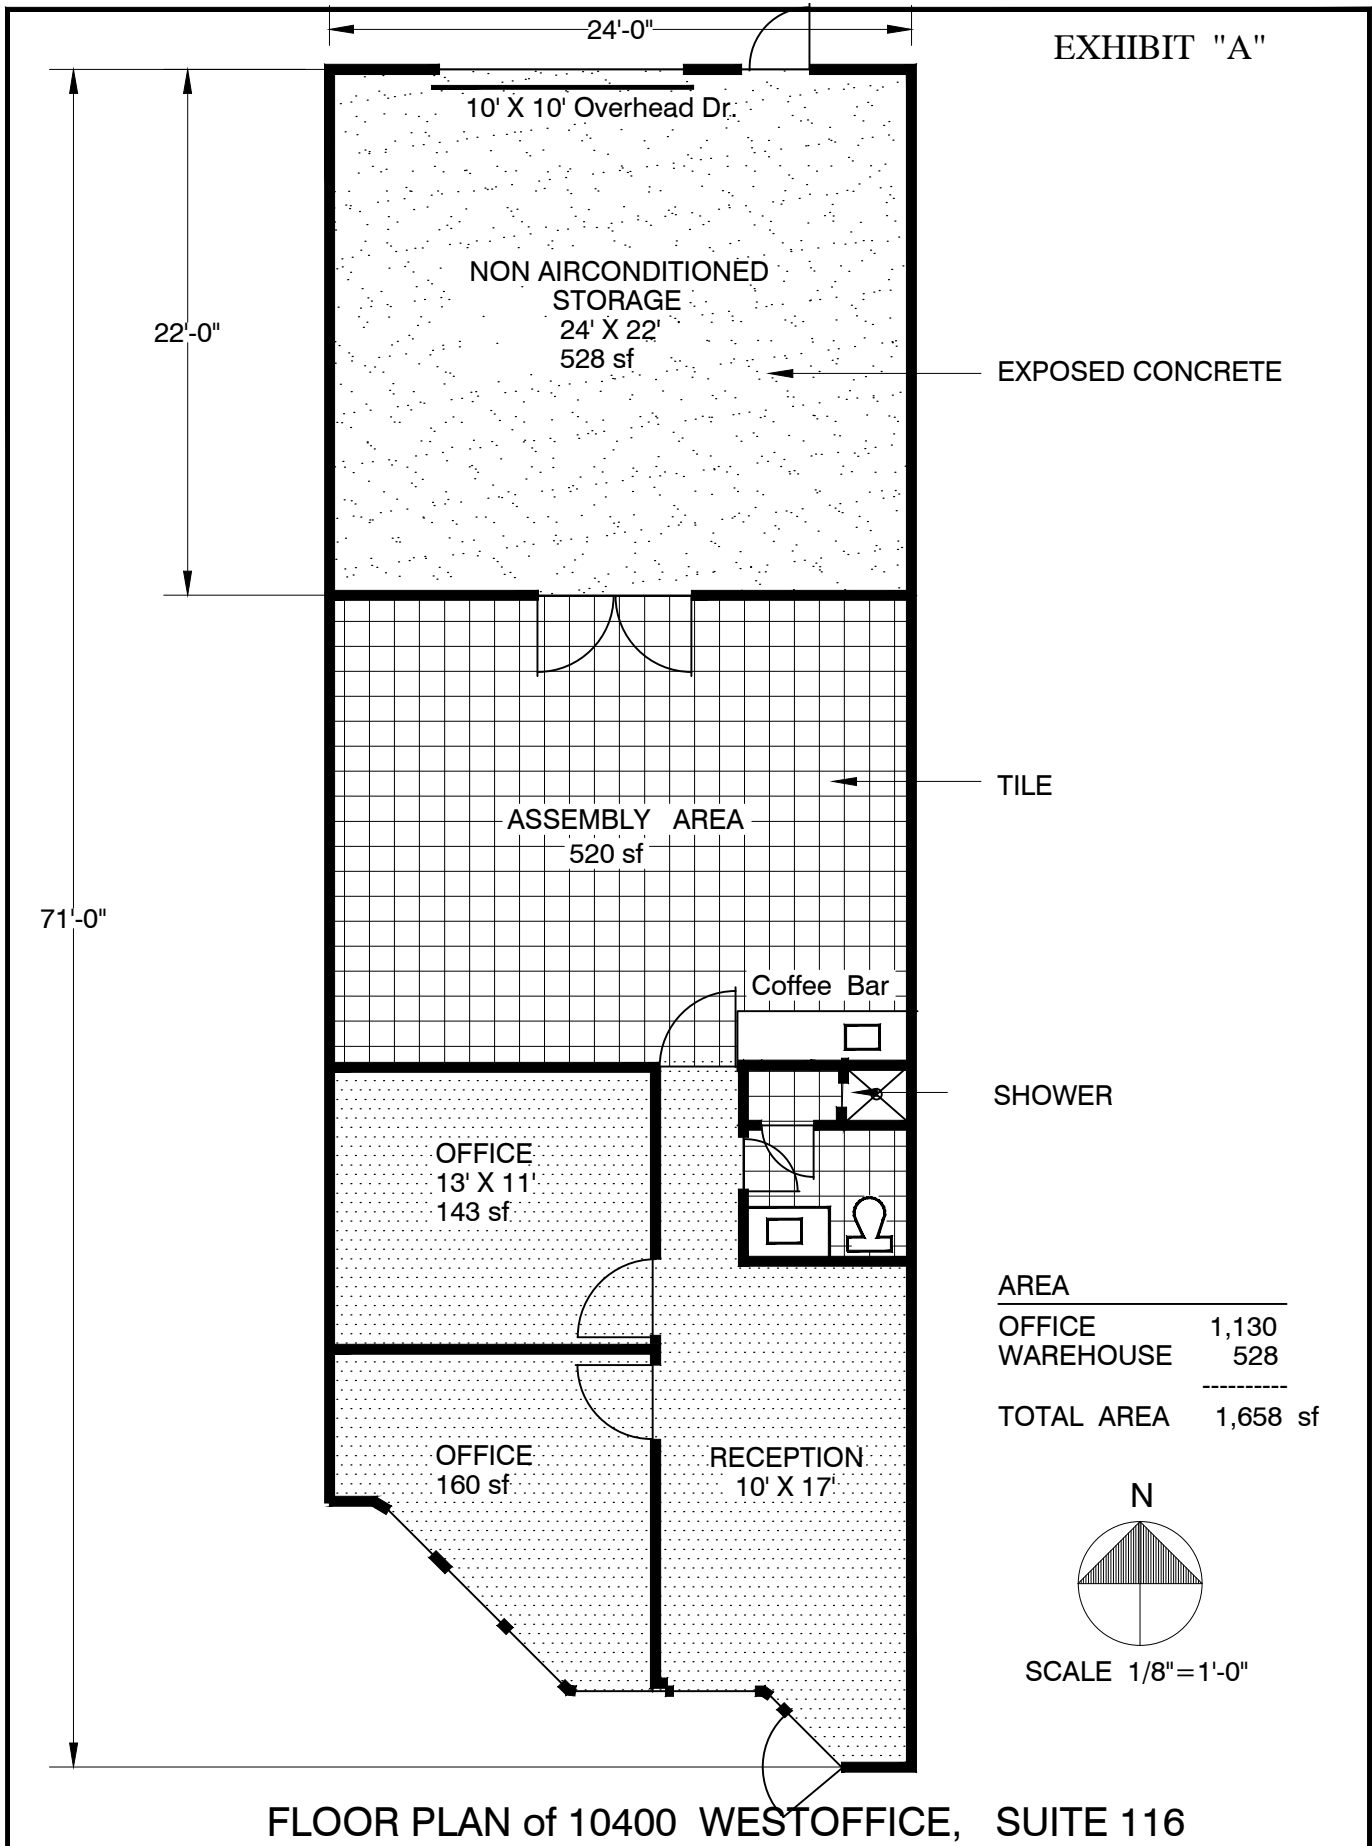 24'-0"
EXHIBIT "A"
10' X 10' Overhead Dr.
NON AIRCONDITIONED
STORAGE
24' X 22'
528 sf
22'-0"
EXPOSED CONCRETE
TILE
ASSEMBLY AREA
520 sf
71'-0"
Coffee Bar
SHOWER
OFFICE
13' X 11'
143 sf
AREA
OFFICE 1,130
WAREHOUSE 528
----------
TOTAL AREA 1,658 sf
OFFICE
160 sf
RECEPTION
10' X 17'
N
SCALE 1/8"=1'-0"
FLOOR PLAN of 10400 WESTOFFICE, SUITE 116